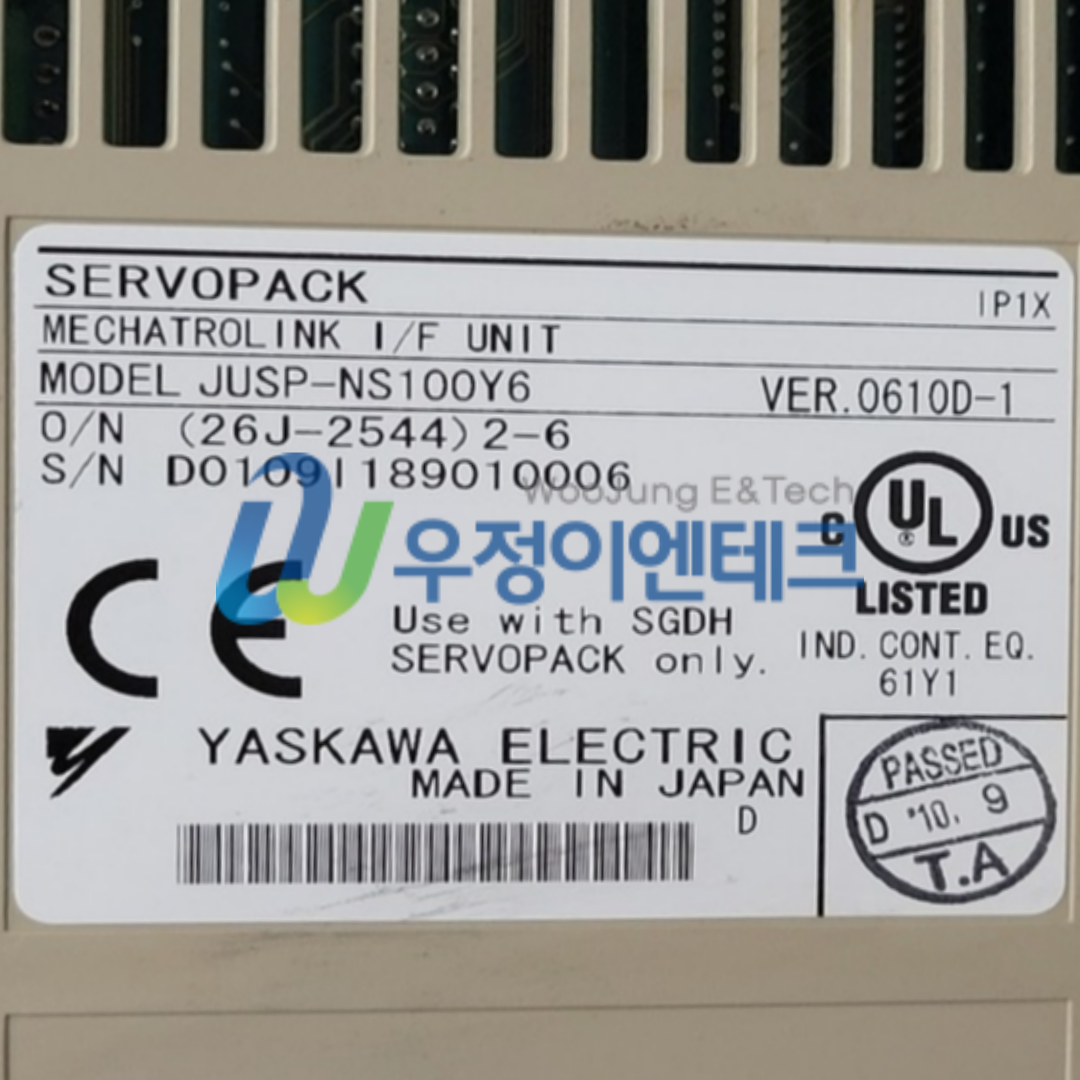 SERVOPACK
IP1X
MECHATROLINK I/F UNIT
MODEL JUSP-NS100Y6 VER.0610D-1
O/N (26J-2544)2-6
S/N D0109I189010006
WooJung E&Tech
우정이엔테크
CE
C UL US
®
LISTED
IND. CONT. EQ.
61Y1
Use with SGDH
SERVOPACK only.
YASKAWA ELECTRIC
MADE IN JAPAN
D
PASSED
D '10. 9
T.A